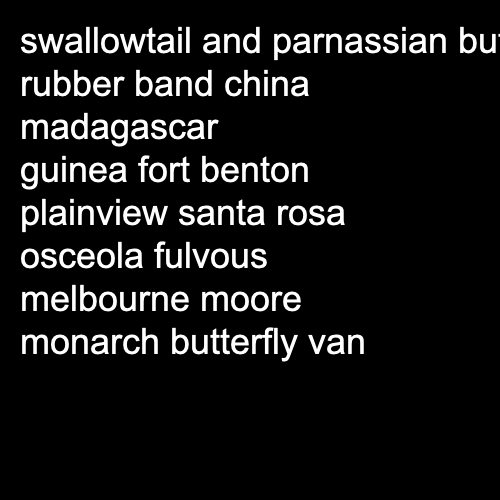 swallowtail and parnassian
rubber band china
madagascar
guinea fort benton
plainview santa rosa
osceola fulvous
melbourne moore
monarch butterfly van